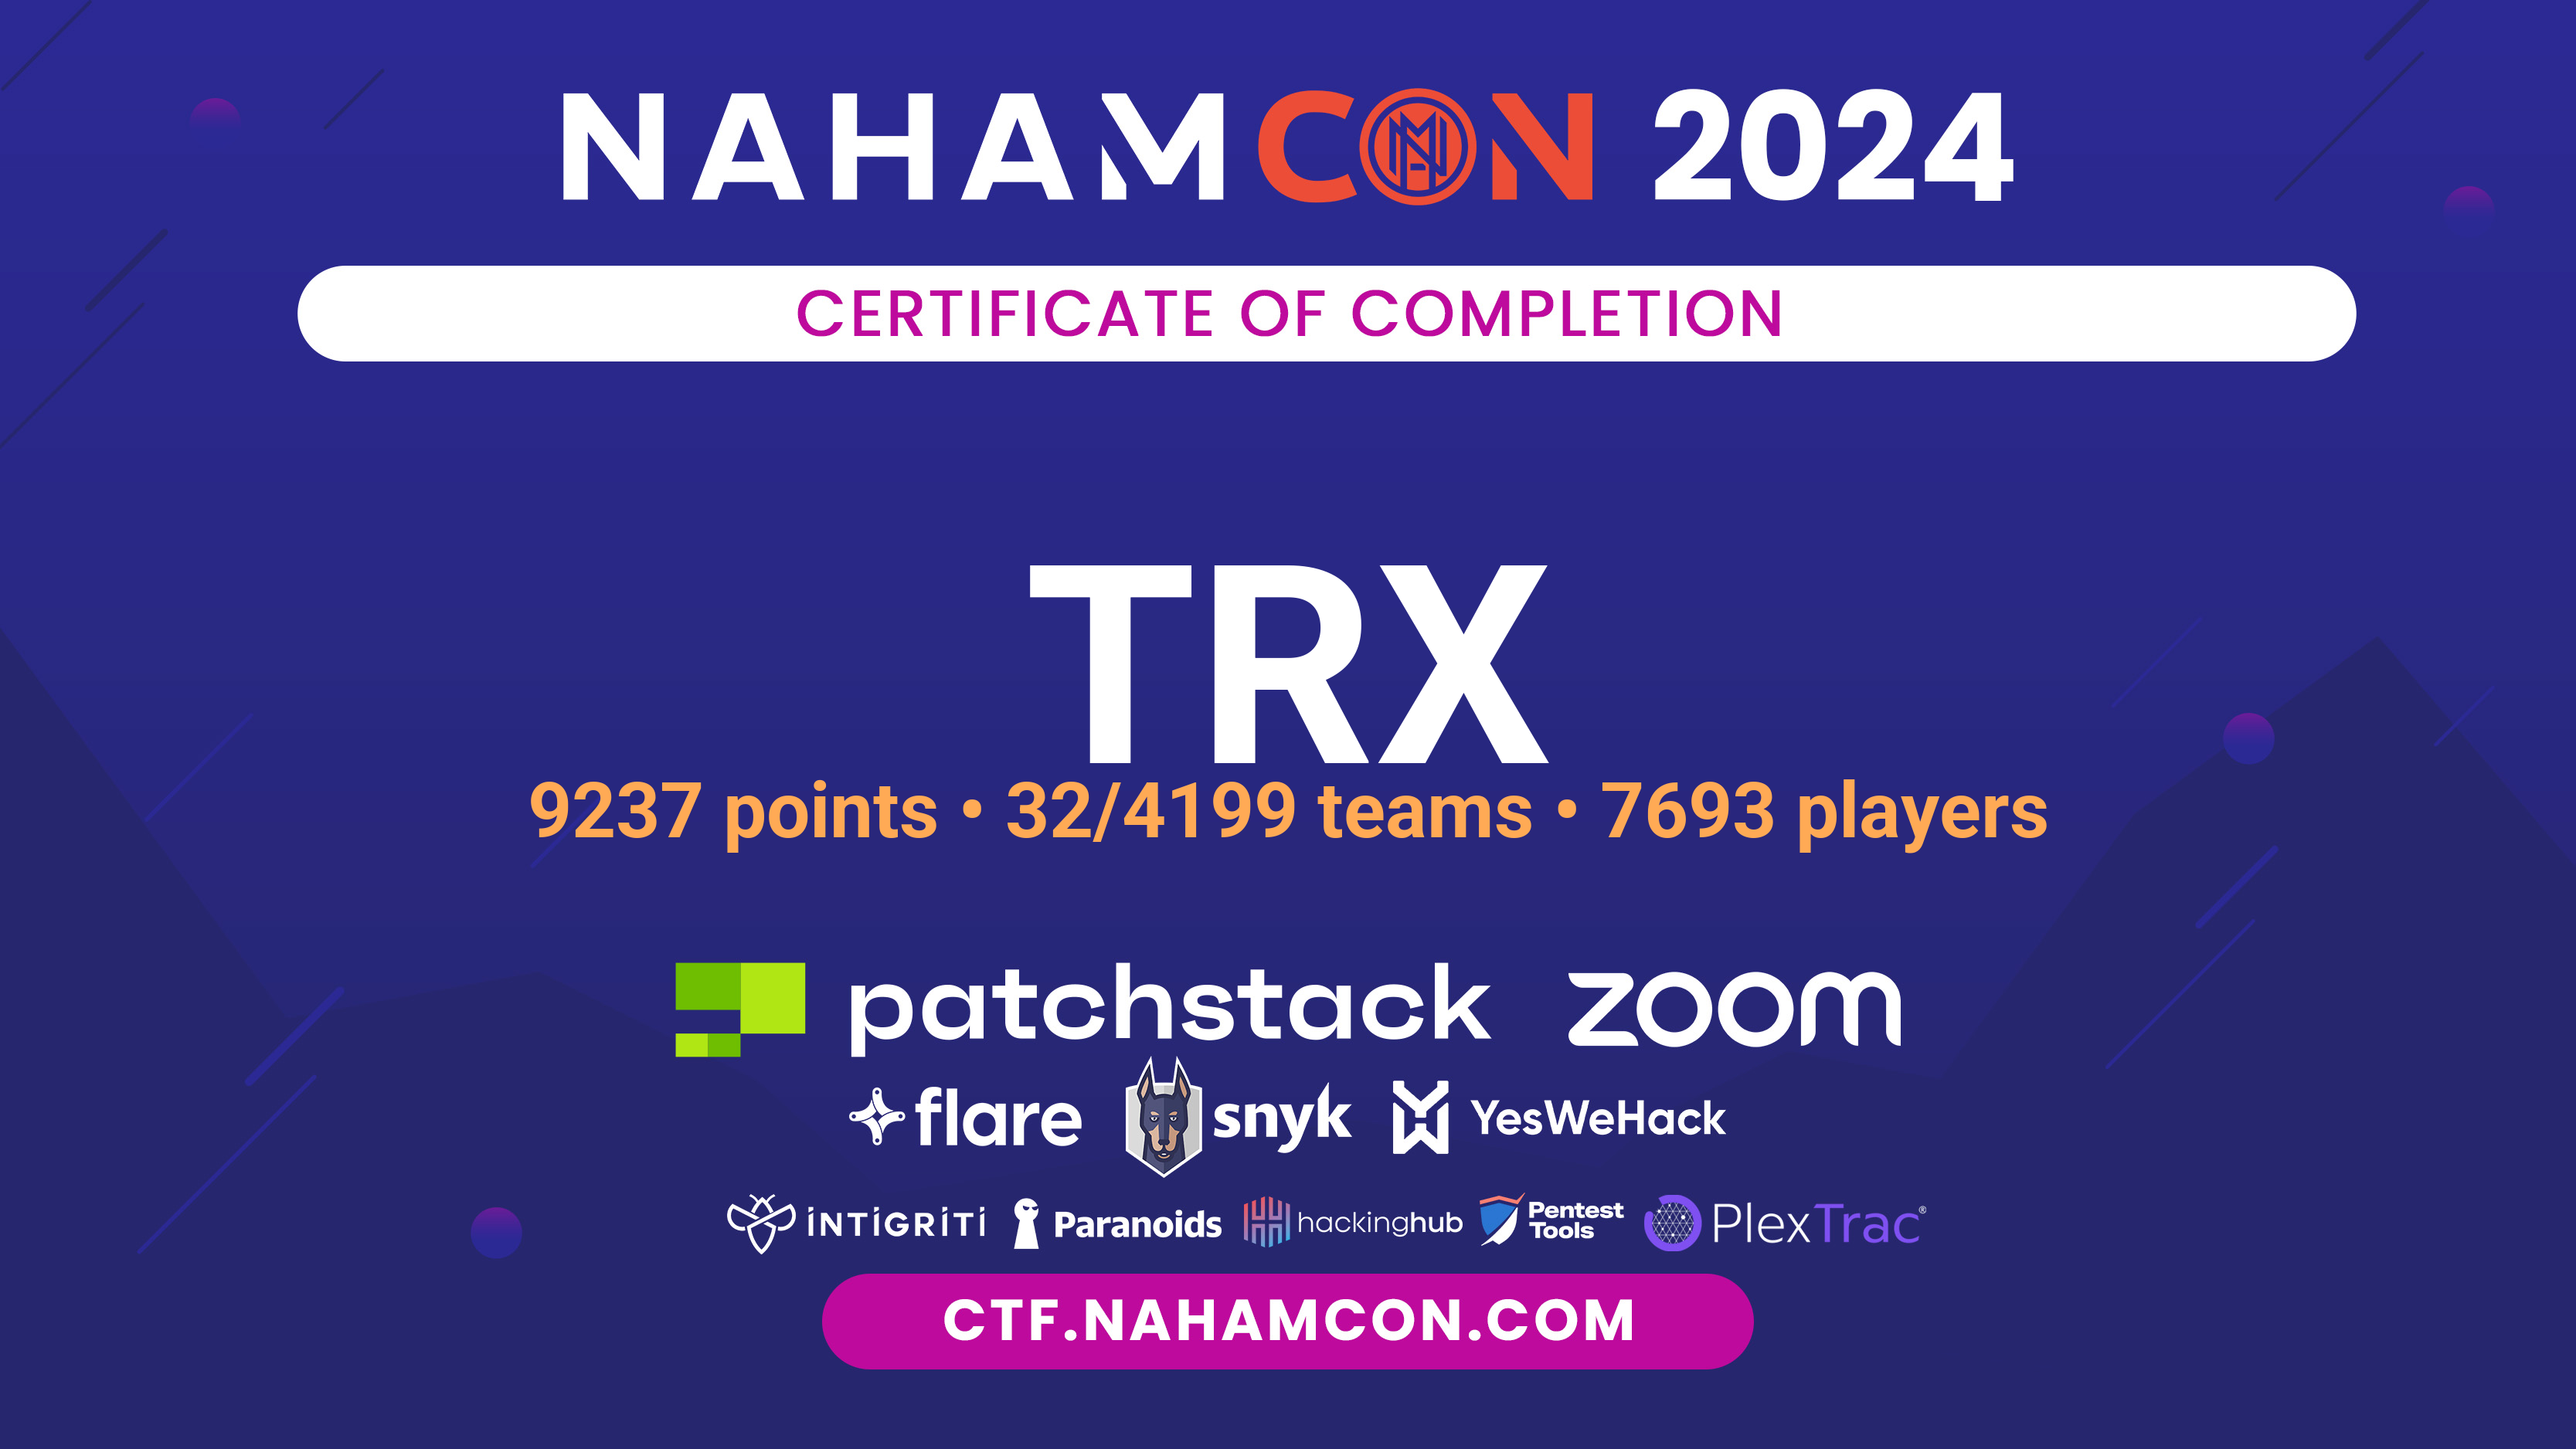 NAHAMCON 2024
CERTIFICATE OF COMPLETION
TRX
9237 points • 32/4199 teams • 7693 players
patchstack zoom
flare snyk YesWeHack
INTIGRITI Paranoids hackinghub Pentest Tools PlexTrac®
CTF.NAHAMCON.COM